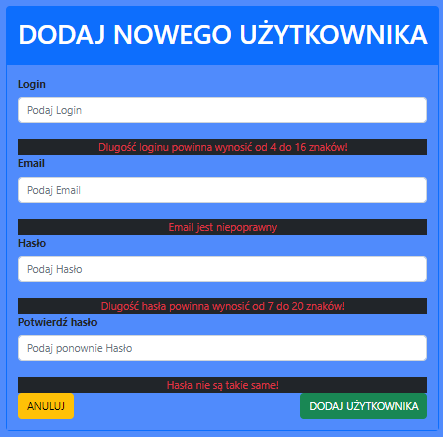 DODAJ NOWEGO UŻYTKOWNIKA
Login
Podaj Login
Dlugość loginu powinna wynosić od 4 do 16 znaków!
Email
Podaj Email
Email jest niepoprawny
Hasło
Podaj Hasło
Dlugość hasła powinna wynosić od 7 do 20 znaków!
Potwierdź hasło
Podaj ponownie Hasło
Hasła nie są takie same!
ANULUJ DODAJ UŻYTKOWNIKA